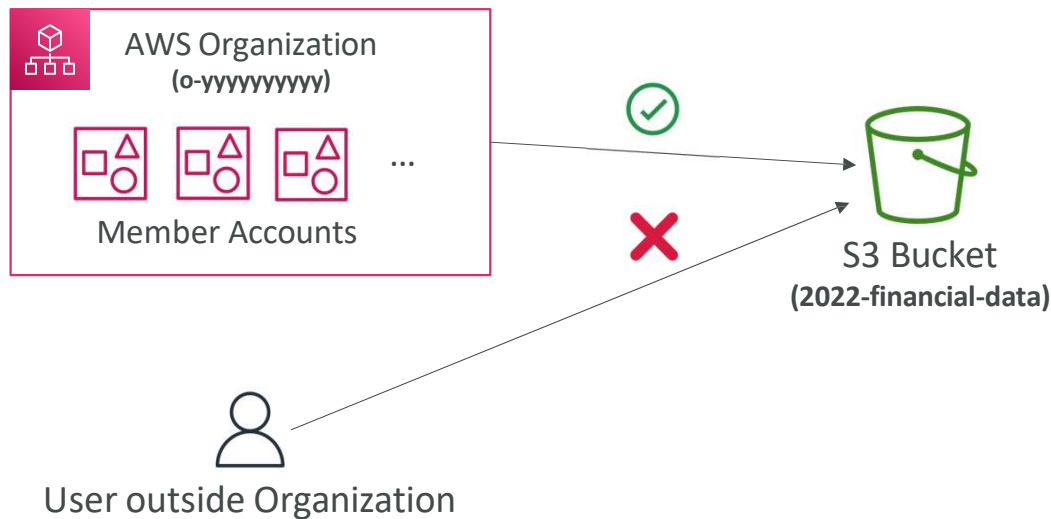 AWS Organization
(o-yyyyyyyyyy)
...
Member Accounts
S3 Bucket
(2022-financial-data)
User outside Organization